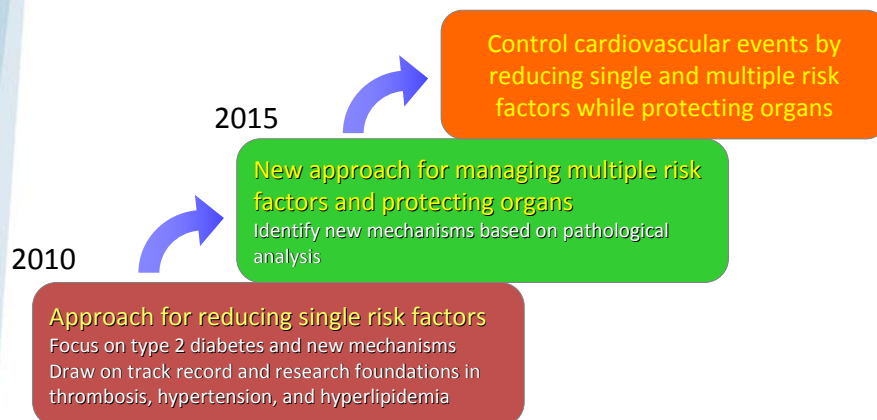 Control cardiovascular events by
reducing single and multiple risk
factors while protecting organs
2015
New approach for managing multiple risk
factors and protecting organs
Identify new mechanisms based on pathological
analysis
2010
Approach for reducing single risk factors
Focus on type 2 diabetes and new mechanisms
Draw on track record and research foundations in
thrombosis, hypertension, and hyperlipidemia